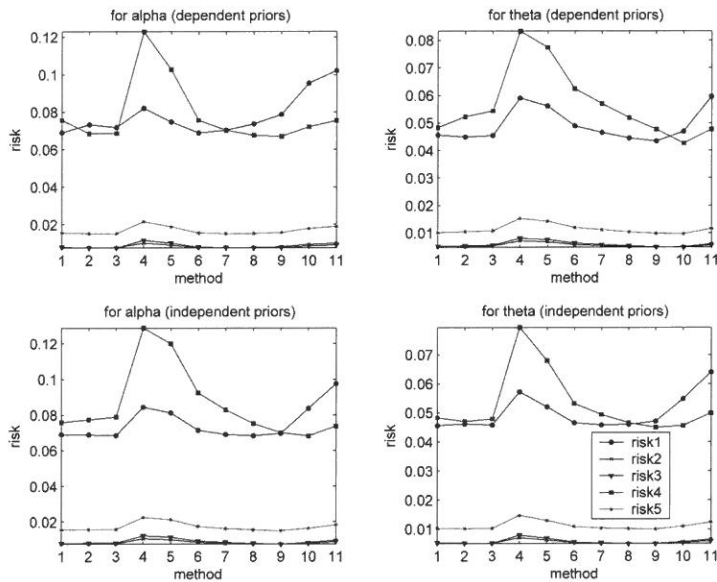 for alpha (dependent priors)
0.12
0.1
0.08
0.06
0.04
0.02
risk
1 2 3 4 5 6 7 8 9 10 11
method
for theta (dependent priors)
0.08
0.07
0.06
0.05
0.04
0.03
0.02
0.01
risk
1 2 3 4 5 6 7 8 9 10 11
method
for alpha (independent priors)
0.12
0.1
0.08
0.06
0.04
0.02
risk
1 2 3 4 5 6 7 8 9 10 11
method
for theta (independent priors)
0.07
0.06
0.05
0.04
0.03
0.02
0.01
risk
risk1
risk2
risk3
risk4
risk5
1 2 3 4 5 6 7 8 9 10 11
method